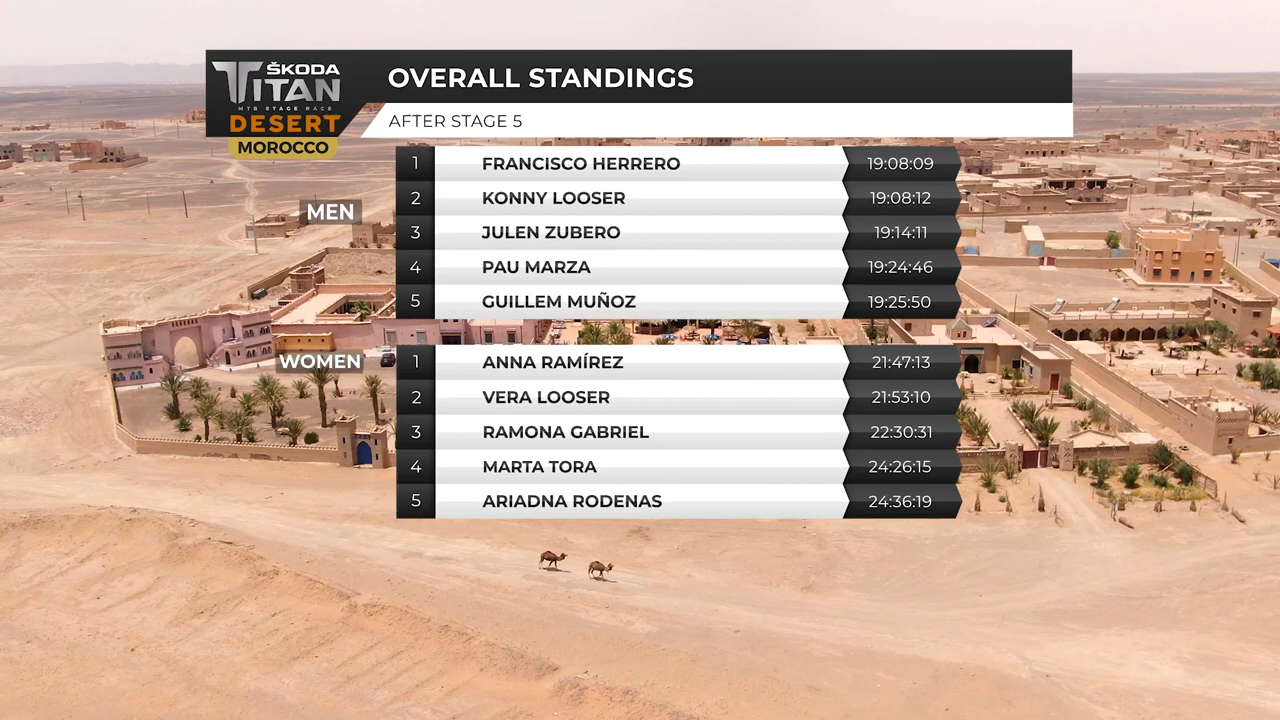 ŠKODA
TITAN
MTB STAGE RACE
DESERT
MOROCCO
OVERALL STANDINGS
AFTER STAGE 5
MEN
1 FRANCISCO HERRERO 19:08:09
2 KONNY LOOSER 19:08:12
3 JULEN ZUBERO 19:14:11
4 PAU MARZA 19:24:46
5 GUILLEM MUÑOZ 19:25:50
WOMEN
1 ANNA RAMÍREZ 21:47:13
2 VERA LOOSER 21:53:10
3 RAMONA GABRIEL 22:30:31
4 MARTA TORA 24:26:15
5 ARIADNA RODENAS 24:36:19